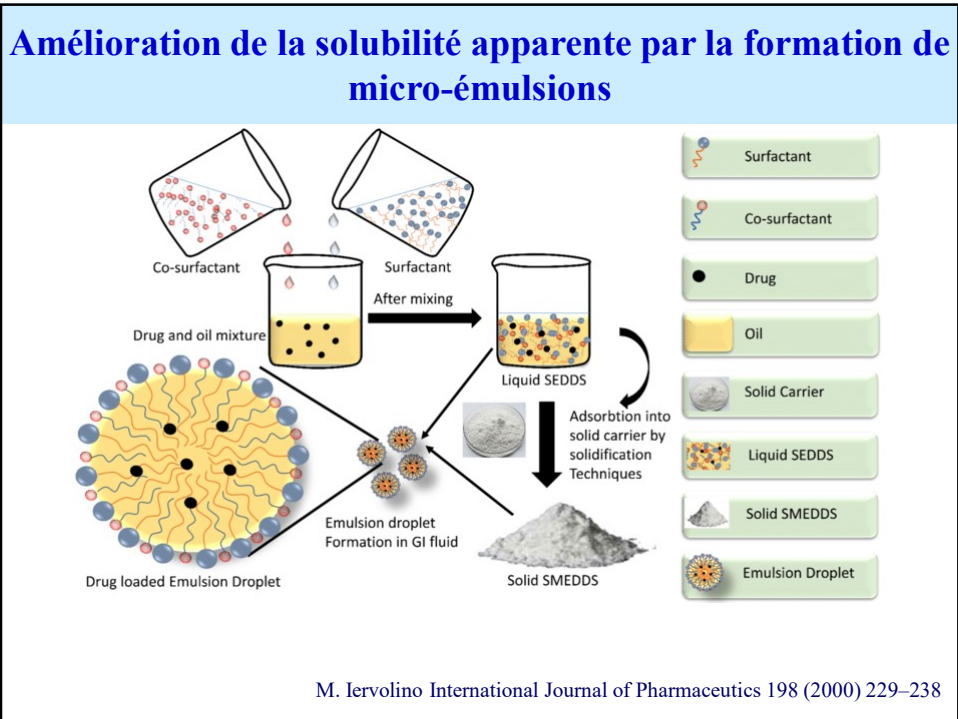 Amélioration de la solubilité apparente par la formation de
micro-émulsions
Co-surfactant
Surfactant
After mixing
Drug and oil mixture
Liquid SEDDS
Adsorbtion into
solid carrier by
solidification
Techniques
Emulsion droplet
Formation in GI fluid
Drug loaded Emulsion Droplet
Solid SMEDDS
Surfactant
Co-surfactant
Drug
Oil
Solid Carrier
Liquid SEDDS
Solid SMEDDS
Emulsion Droplet
M. Iervolino International Journal of Pharmaceutics 198 (2000) 229–238